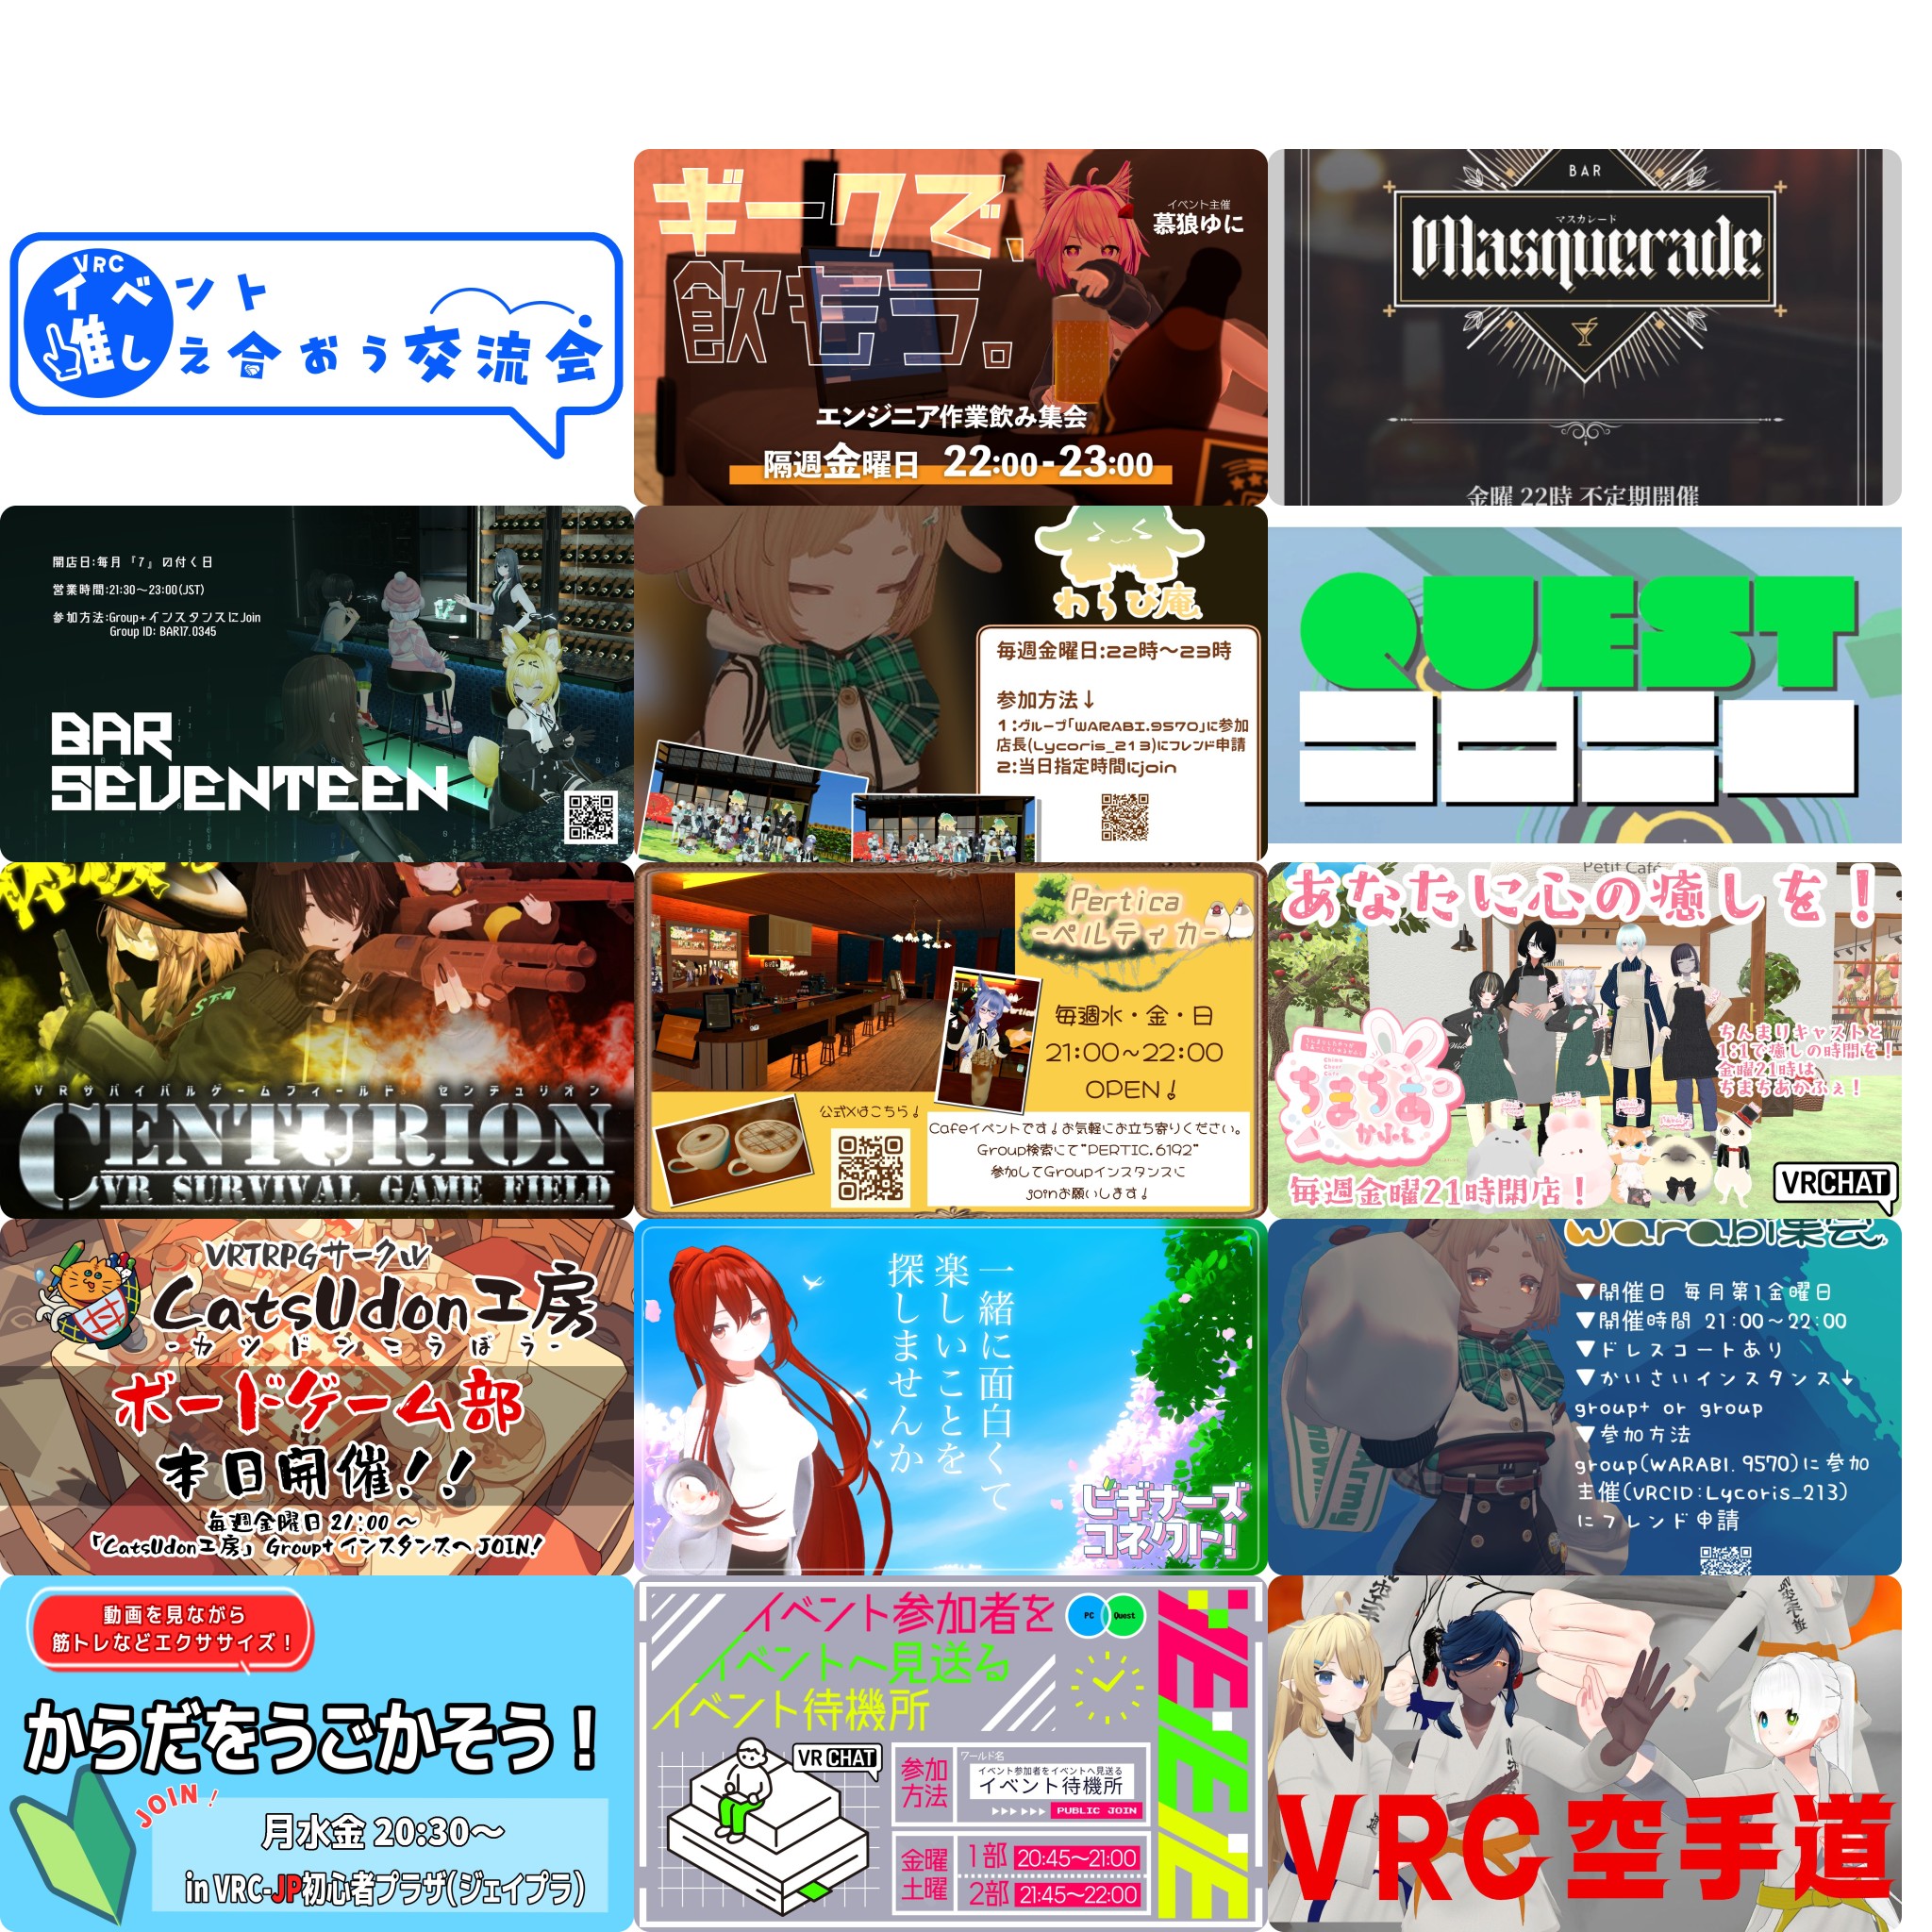 VRC
イベント
推し え合おう交流会
ギークで、
飲もう。
イベント主催
慕狼ゆに
エンジニア作業飲み集会
隔週金曜日 22:00-23:00
BAR
マスカレード
Masquerade
金曜 22時 不定期開催
開店日:毎月『7』の付く日
営業時間:21:30～23:00(JST)
参加方法:Group+インスタンスにJoin
Group ID: BAR17.0345
BAR
SEVENTEEN
わらび庵
毎週金曜日:22時～23時
参加方法↓
1:グループ「WARABI.9570」に参加
店長(Lycoris_213)にフレンド申請
2:当日指定時間にjoin
QUEST
コロニー
STN
VRサバイバルゲームフィールド センチュリオン
CENTURION
VR SURVIVAL GAME FIELD
Pertica
-ペルティカ-
毎週水・金・日
21:00~22:00
OPEN!
公式Xはこちら!
Cafeイベントです!お気軽にお立ち寄りください。
Group検索にて"PERTIC.6192"
参加してGroupインスタンスに
joinお願いします!
Petit Café
あなたに心の癒しを！
ちんまりキャストと
1:1で癒しの時間を！
金曜21時は
ちまちあかふぇ！
ちまちあ
かふぇ
毎週金曜21時開店！
VRCHAT
VRTRPGサークル
CatsUdon工房
-カツドンこうぼう-
ボードゲーム部
本日開催!!
毎週金曜日 21:00～
「CatsUdon工房」Group+インスタンスへJOIN!
一緒に面白くて
楽しいことを
探しませんか
ビギナーズ
コネクト!
warabi集会
▼開催日 毎月第1金曜日
▼開催時間 21:00~22:00
▼ドレスコートあり
▼かいさいインスタンス↓
group+ or group
▼参加方法
group(WARABI.9570)に参加
主催(VRCID:Lycoris_213)
にフレンド申請
動画を見ながら
筋トレなどエクササイズ！
からだをうごかそう！
JOIN!
月水金 20:30～
in VRC-JP初心者プラザ(ジェイプラ)
イベント参加者を
イベントへ見送る
イベント待機所
PC
Quest
VRCHAT
参加
方法
ワールド名
イベント参加者をイベントへ見送る
イベント待機所
PUBLIC JOIN
金曜
土曜
1部 20:45～21:00
2部 21:45～22:00
VRC空手道